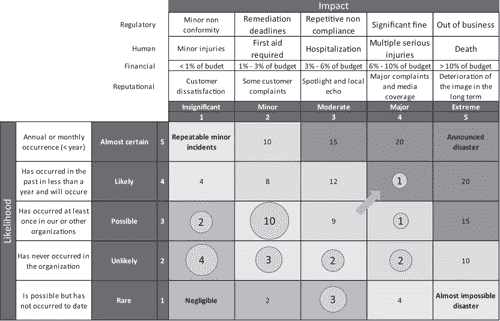 Impact
Regulatory
Minor non
conformity
Remediation
deadlines
Repetitive non
compliance
Significant fine
Out of business
Human
Minor injuries
First aid
required
Hospitalization
Multiple serious
injuries
Death
Financial
< 1% of budet
1% - 3% of budget
3% - 6% of budget
6% - 10% of budget
> 10% of budget
Reputational
Customer
dissatisfaction
Some customer
complaints
Spotlight and local
echo
Major complaints
and media
coverage
Deterioration of
the image in the
long term
Insignificant
Minor
Moderate
Major
Extreme
1
2
3
4
5
Likelihood
Annual or monthly
occurrence (< year)
Almost certain
5
Repeatable minor
incidents
10
15
20
Announced
disaster
Has occurred in the
past in less than a
year and will occure
Likely
4
4
8
12
1
20
Has occurred at least
once in our or other
organizations
Possible
3
2
10
9
1
15
Has never occurred in
the organization
Unlikely
2
4
3
2
2
10
Is possible but has
not occurred to date
Rare
1
Negligible
2
3
4
Almost impossible
disaster